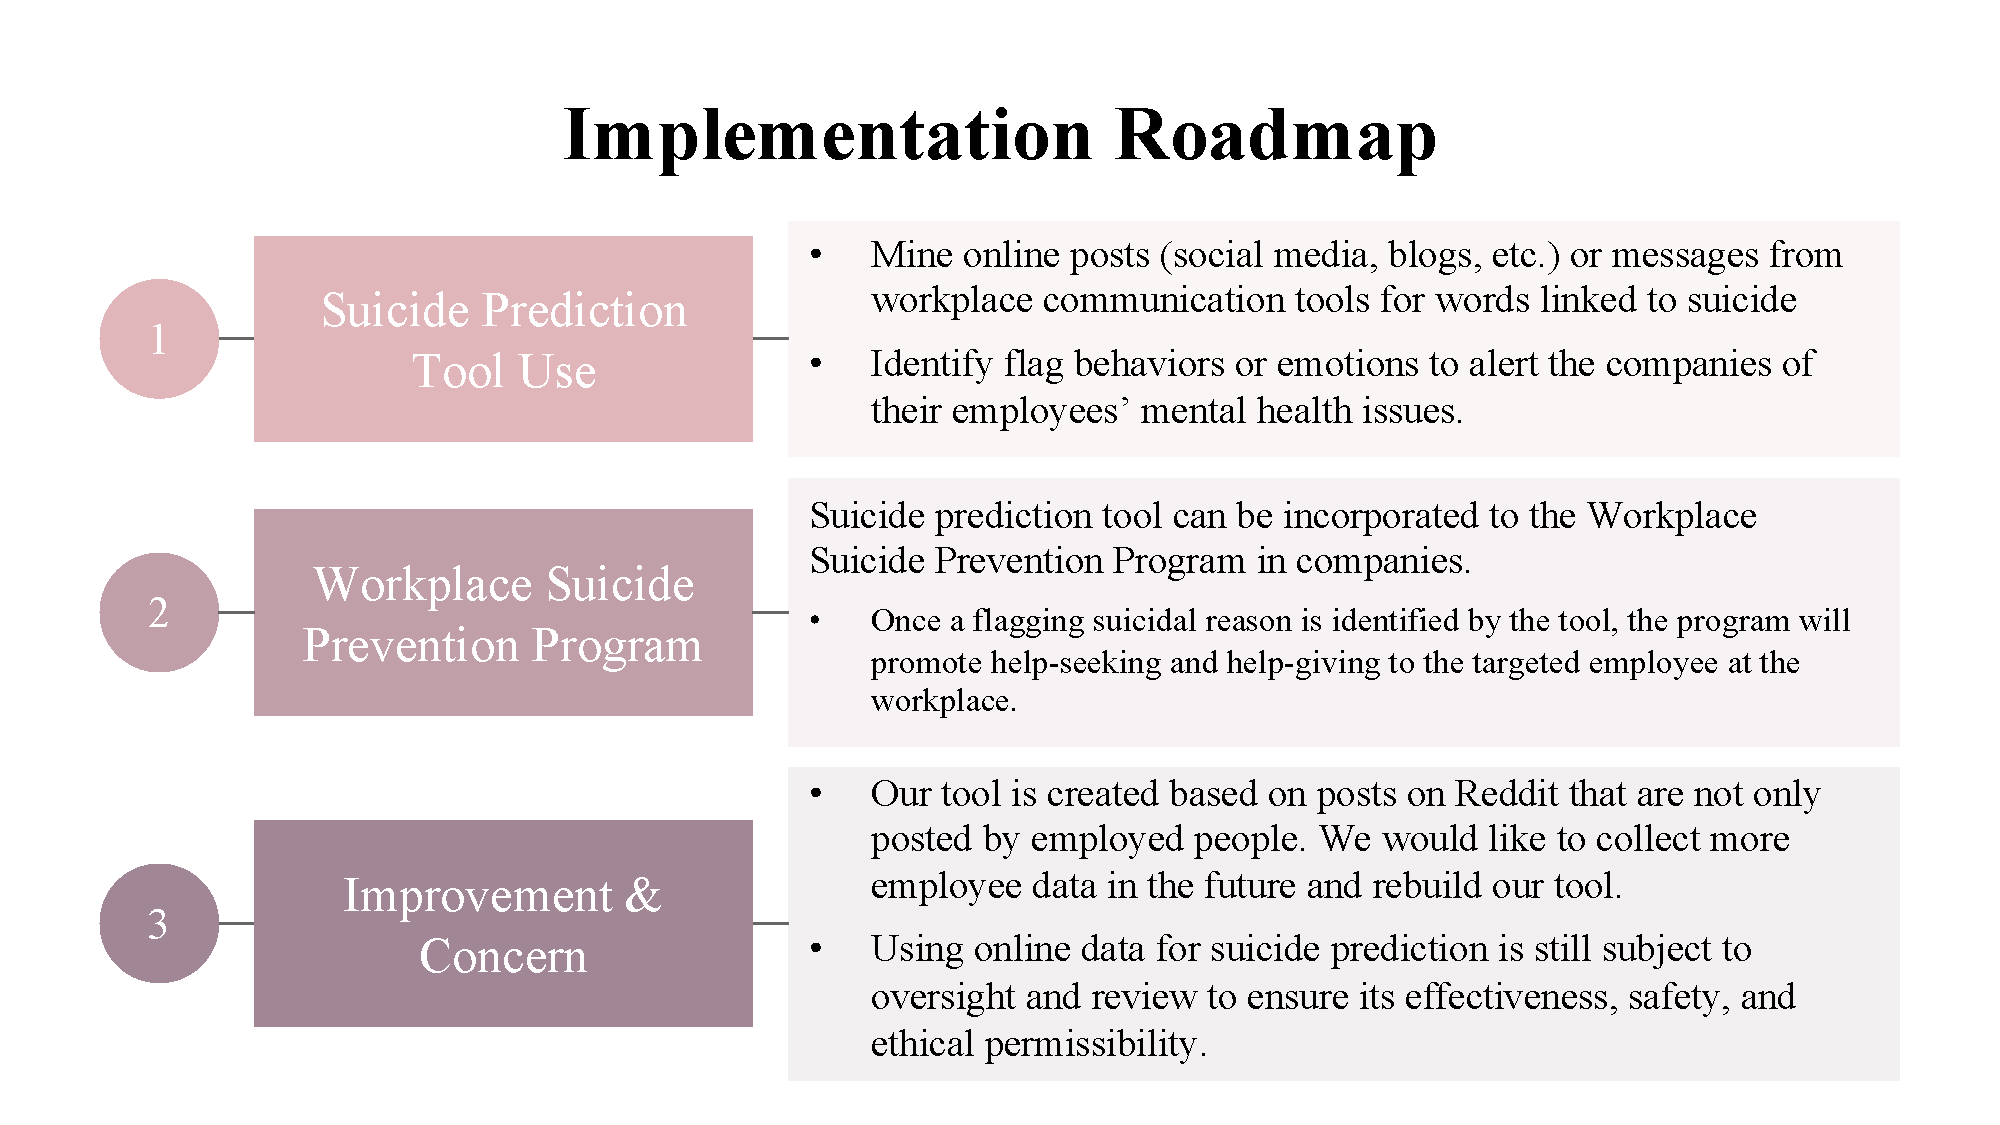 Implementation Roadmap
1
Suicide Prediction
Tool Use
• Mine online posts (social media, blogs, etc.) or messages from
workplace communication tools for words linked to suicide
• Identify flag behaviors or emotions to alert the companies of
their employees’ mental health issues.
2
Workplace Suicide
Prevention Program
Suicide prediction tool can be incorporated to the Workplace
Suicide Prevention Program in companies.
• Once a flagging suicidal reason is identified by the tool, the program will
promote help-seeking and help-giving to the targeted employee at the
workplace.
3
Improvement &
Concern
• Our tool is created based on posts on Reddit that are not only
posted by employed people. We would like to collect more
employee data in the future and rebuild our tool.
• Using online data for suicide prediction is still subject to
oversight and review to ensure its effectiveness, safety, and
ethical permissibility.